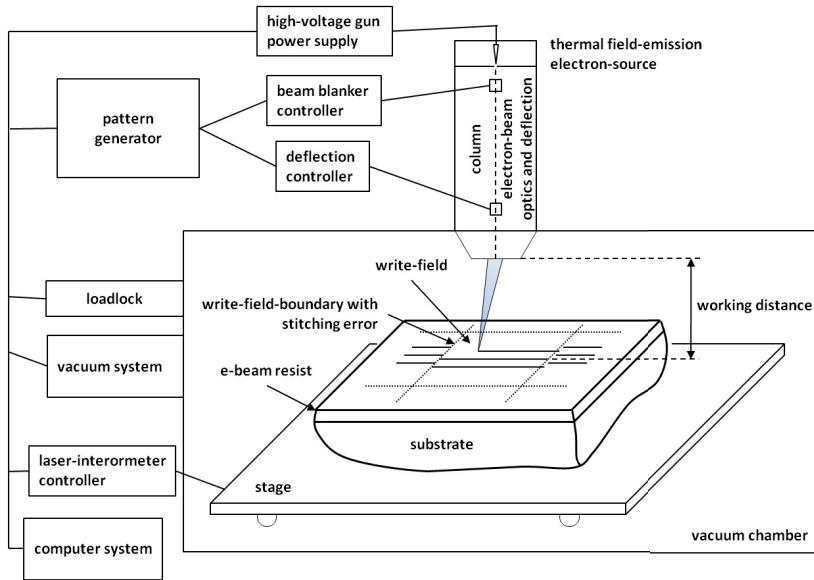 high-voltage gun
power supply
thermal field-emission
electron-source
pattern
generator
beam blanker
controller
deflection
controller
column
electron-beam
optics and deflection
write-field
loadlock
write-field-boundary with
stitching error
working distance
vacuum system
e-beam resist
substrate
laser-interormeter
controller
stage
computer system
vacuum chamber